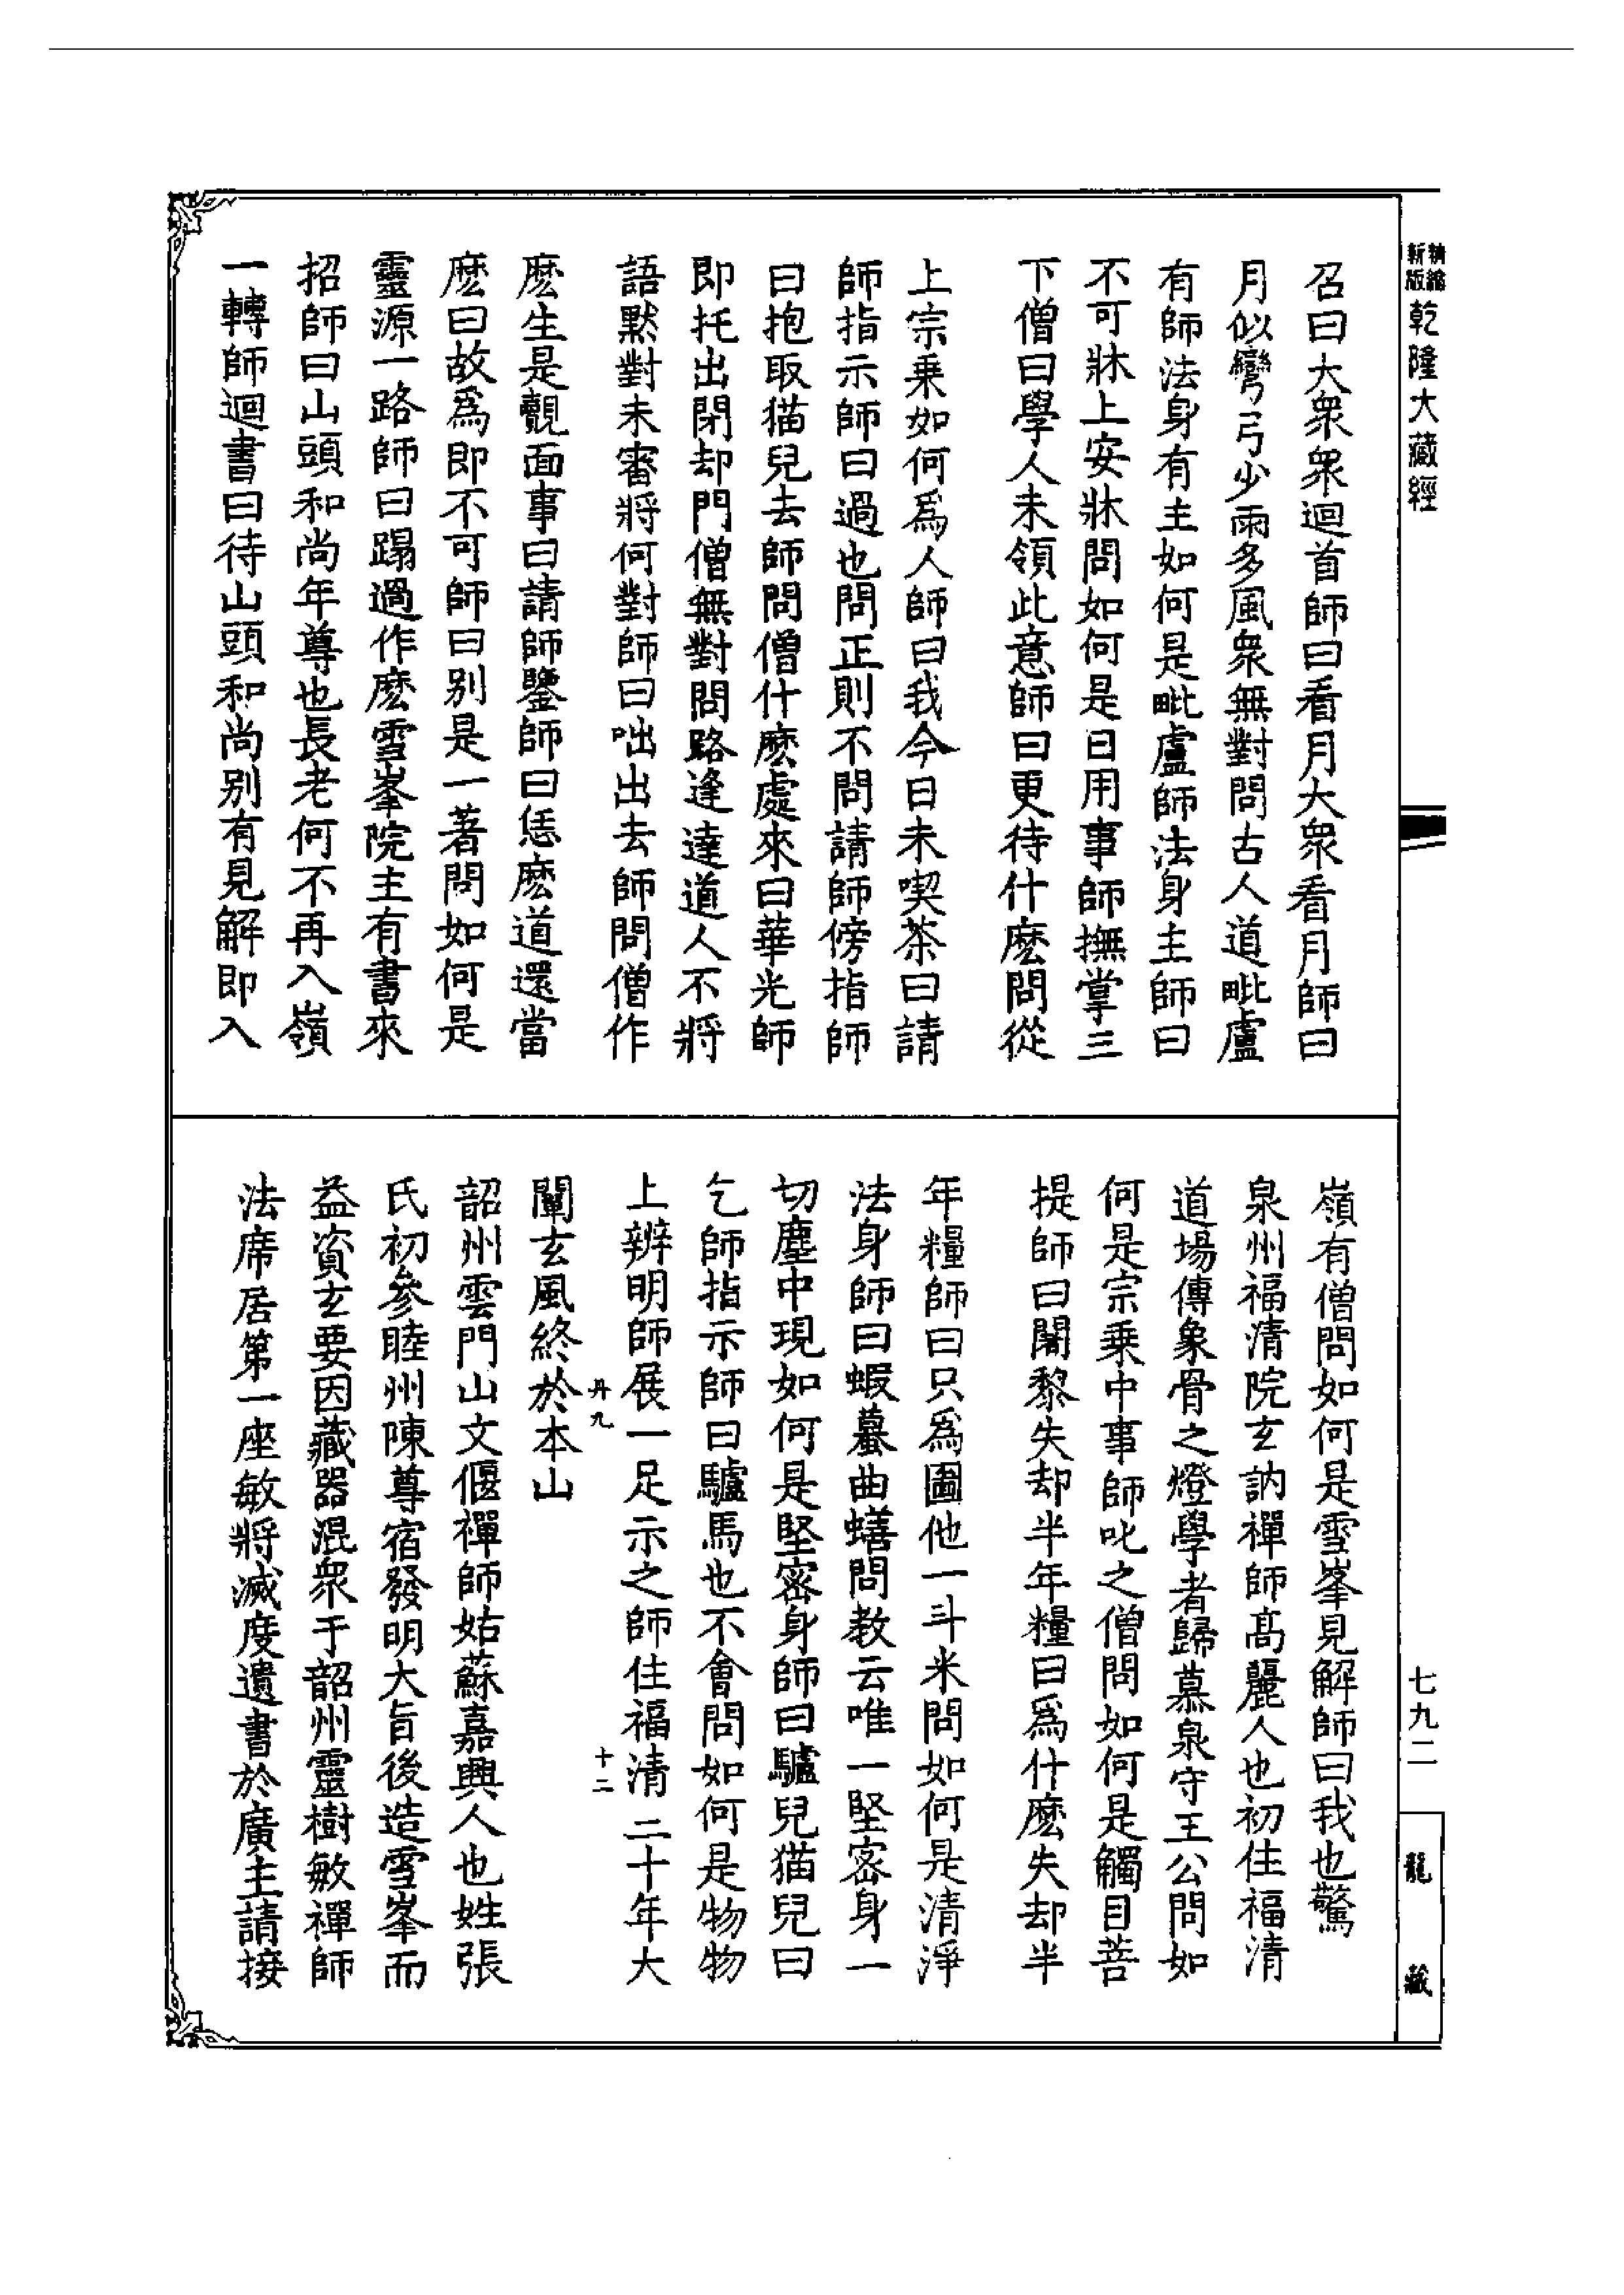 精縮新版 乾隆大藏經
召曰大衆衆迴首師曰看月大衆看月師曰
月似彎弓少雨多風衆無對問古人道毗盧
有師法身有主如何是毗盧師法身主師曰
不可牀上安牀問如何是日用事師撫掌三
下僧曰學人未領此意師曰更待什麽問從
上宗乗如何爲人師曰我今日未喫茶曰請
師指示師曰過也問正則不問請師傍指師
曰抱取猫兒去師問僧什麽處來曰華光師
即托出閉却門僧無對問路逢達道人不將
語默對未審將何對師曰咄出去師問僧作
麽生是覿面事曰請師鑒師曰恁麽道還當
麽曰故爲即不可師曰别是一著問如何是
靈源一路師曰蹋過作麽雪峯院主有書來
招師曰山頭和尚年尊也長老何不再入嶺
一轉師迴書曰待山頭和尚别有見解即入
嶺有僧問如何是雪峯見解師曰我也驚
泉州福清院玄訥禪師髙麗人也初住福清
道場傳象骨之燈學者歸慕泉守王公問如
何是宗乗中事師叱之僧問如何是觸目菩
提師曰闍黎失却半年糧曰爲什麽失却半
年糧師曰只爲圖他一斗米問如何是清淨
法身師曰蝦蟇曲蟮問教云唯一堅密身一
切塵中現如何是堅密身師曰驢兒猫兒曰
乞師指示師曰驢馬也不會問如何是物物
上辨明師展一足示之師住福清二十年大
丹九 十二
闡玄風終於本山
韶州雲門山文偃禪師姑蘇嘉興人也姓張
氏初參睦州陳尊宿發明大旨後造雪峯而
益資玄要因藏器混衆于韶州靈樹敏禪師
法席居第一座敏將滅度遺書於廣主請接
七九二
龍藏